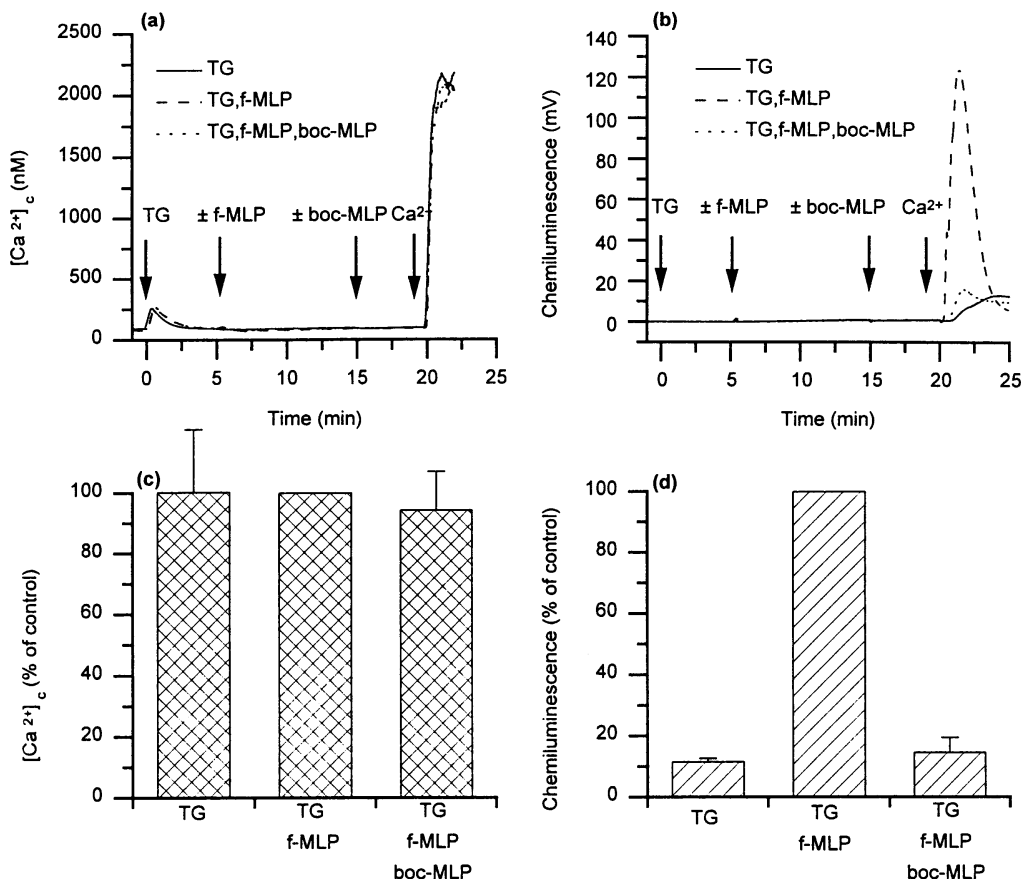 (a)
2500
2000
1500
1000
500
0
[Ca 2+] c (nM)
TG
TG,f-MLP
TG,f-MLP,boc-MLP
TG
± f-MLP
± boc-MLP
Ca2+
0 5 10 15 20 25
Time (min)
(b)
140
120
100
80
60
40
20
0
Chemiluminescence (mV)
TG
TG,f-MLP
TG,f-MLP,boc-MLP
TG
± f-MLP
± boc-MLP
Ca2+
0 5 10 15 20 25
Time (min)
(c)
100
80
60
40
20
0
[Ca 2+] c (% of control)
TG
TG
f-MLP
TG
f-MLP
boc-MLP
(d)
100
80
60
40
20
0
Chemiluminescence (% of control)
TG
TG
f-MLP
TG
f-MLP
boc-MLP